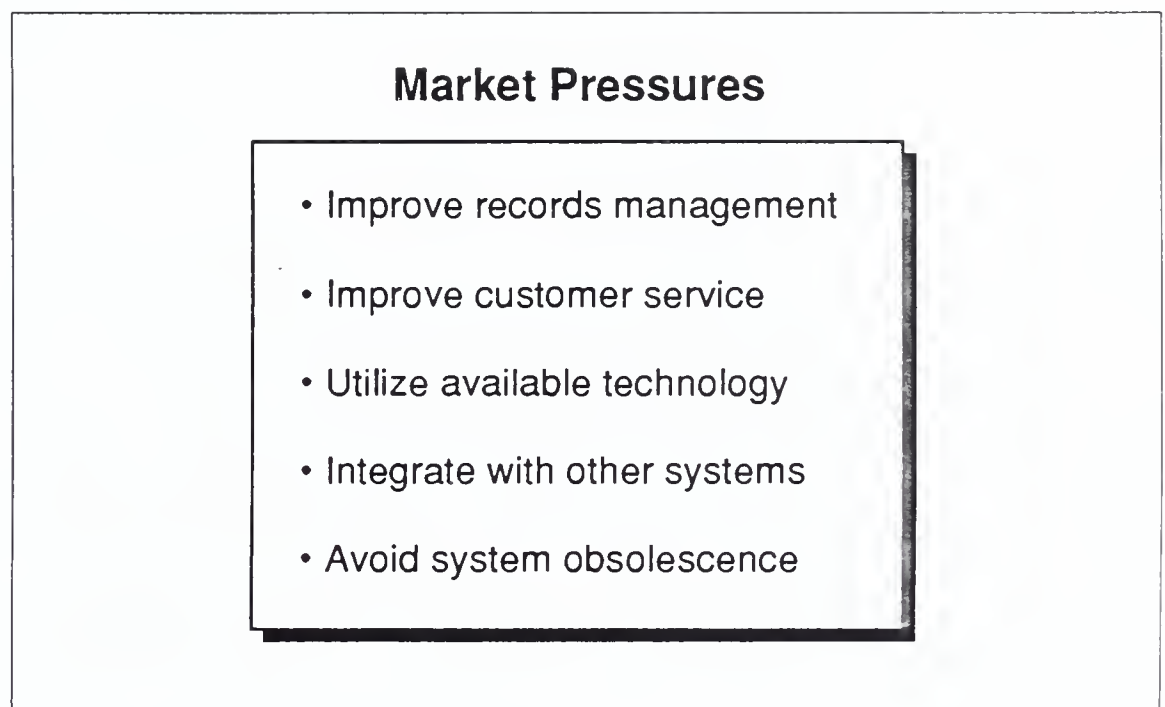 Market Pressures
• Improve records management
• Improve customer service
• Utilize available technology
• Integrate with other systems
• Avoid system obsolescence